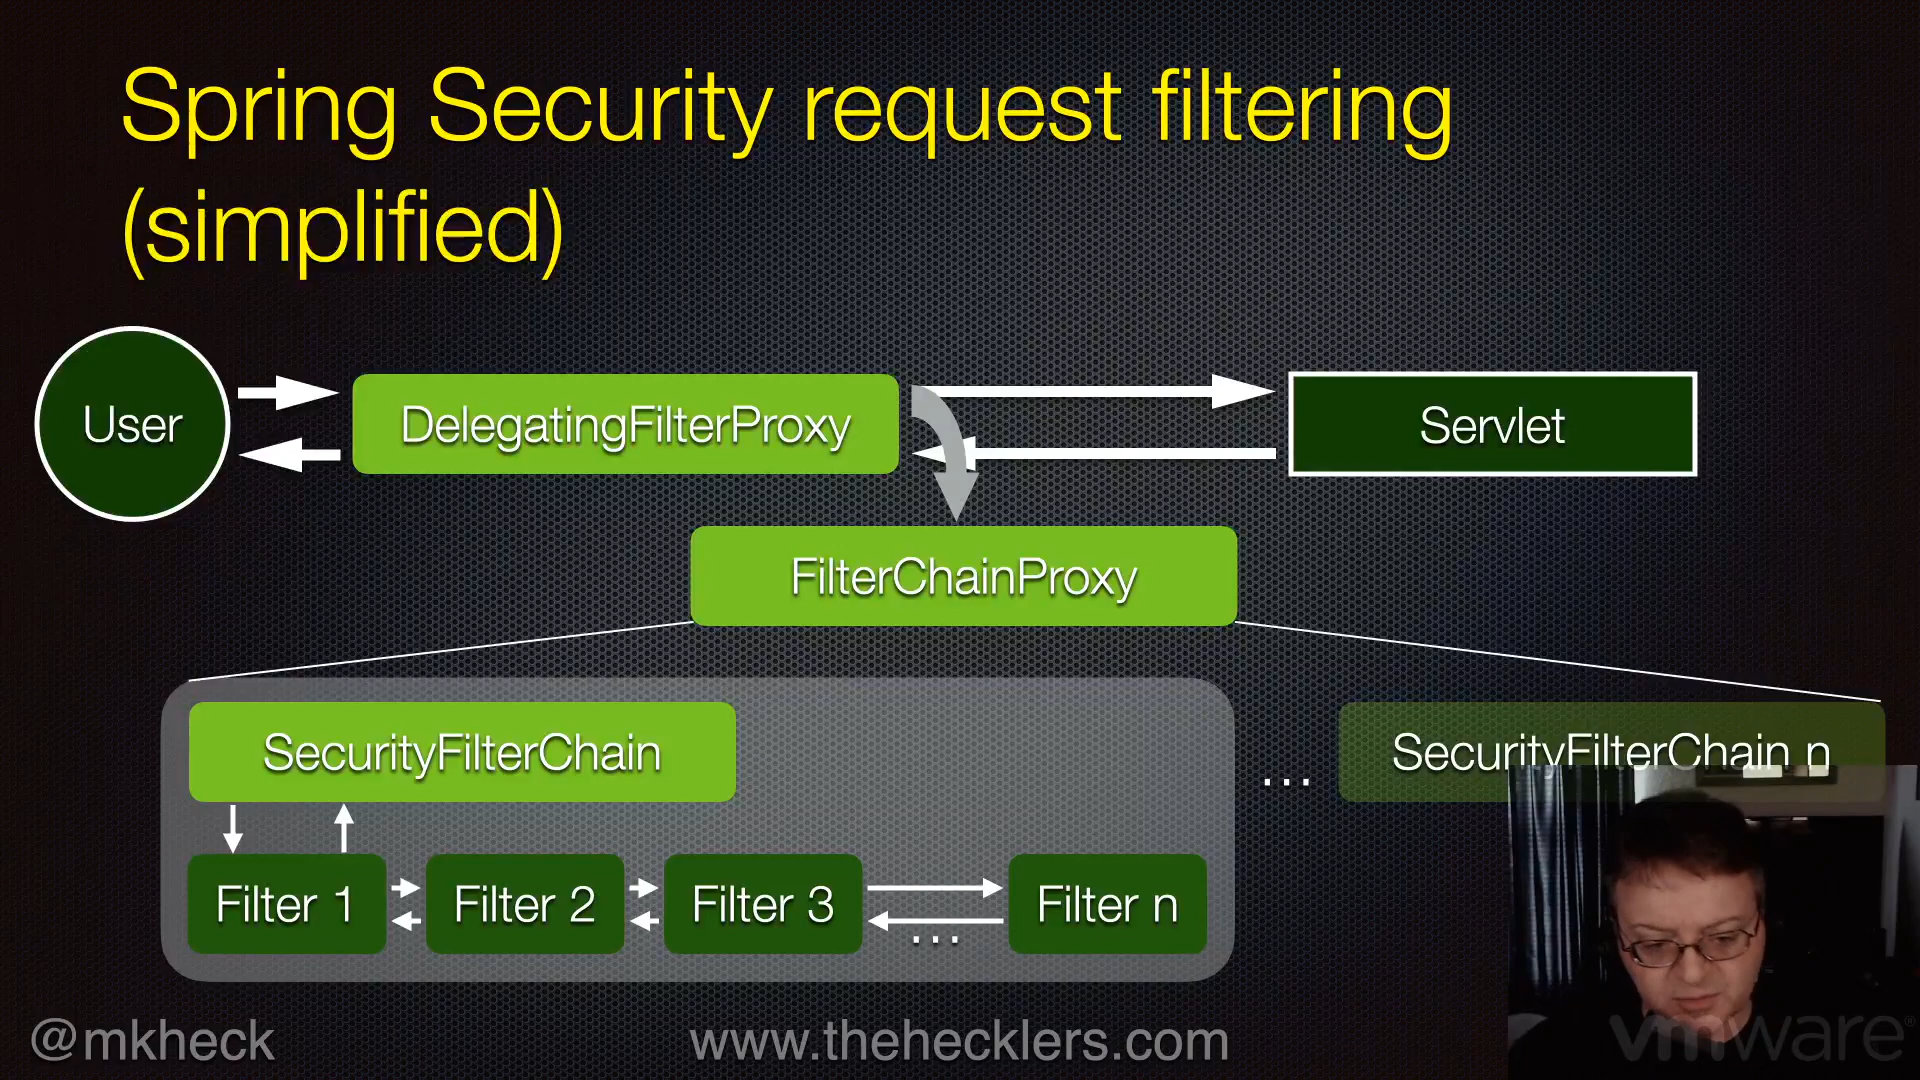 Spring Security request filtering
(simplified)
User
DelegatingFilterProxy
Servlet
FilterChainProxy
SecurityFilterChain
...
SecurityFilterChain n
Filter 1
Filter 2
Filter 3
...
Filter n
@mkheck
www.thehecklers.com
vmware®